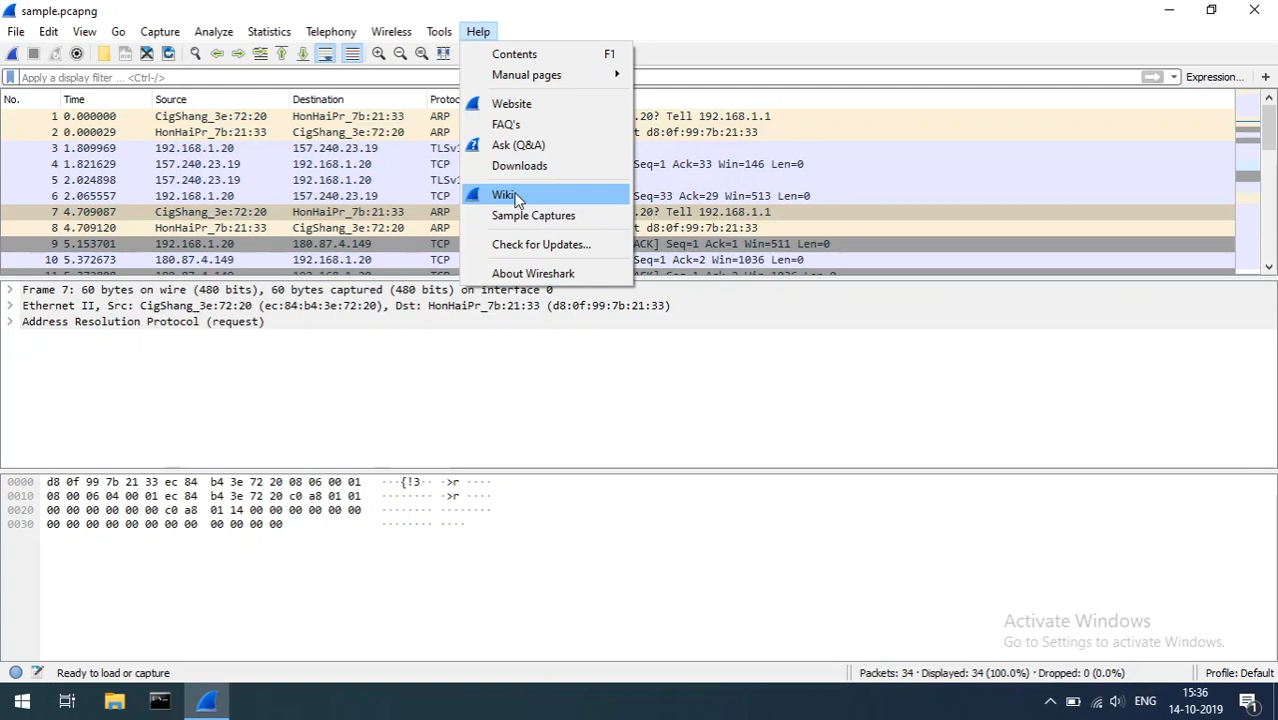 sample.pcapng
File Edit View Go Capture Analyze Statistics Telephony Wireless Tools Help
Apply a display filter ... <Ctrl-/> Expression... +
No. Time Source Destination Protoc
1 0.000000 CigShang_3e:72:20 HonHaiPr_7b:21:33 ARP .20? Tell 192.168.1.1
2 0.000029 HonHaiPr_7b:21:33 CigShang_3e:72:20 ARP t d8:0f:99:7b:21:33
3 1.809969 192.168.1.20 157.240.23.19 TLSv1
4 1.821629 157.240.23.19 192.168.1.20 TCP Seq=1 Ack=33 Win=146 Len=0
5 2.024898 157.240.23.19 192.168.1.20 TLSv1
6 2.065557 192.168.1.20 157.240.23.19 TCP Seq=33 Ack=29 Win=513 Len=0
7 4.709087 CigShang_3e:72:20 HonHaiPr_7b:21:33 ARP .20? Tell 192.168.1.1
8 4.709120 HonHaiPr_7b:21:33 CigShang_3e:72:20 ARP t d8:0f:99:7b:21:33
9 5.153701 192.168.1.20 180.87.4.149 TCP ACK] Seq=1 Ack=1 Win=511 Len=0
10 5.372673 180.87.4.149 192.168.1.20 TCP Seq=1 Ack=2 Win=1036 Len=0
Contents F1
Manual pages
Website
FAQ's
Ask (Q&A)
Downloads
Wiki
Sample Captures
Check for Updates...
About Wireshark
Frame 7: 60 bytes on wire (480 bits), 60 bytes captured (480 bits) on interface 0
Ethernet II, Src: CigShang_3e:72:20 (ec:84:b4:3e:72:20), Dst: HonHaiPr_7b:21:33 (d8:0f:99:7b:21:33)
Address Resolution Protocol (request)
0000 d8 0f 99 7b 21 33 ec 84 b4 3e 72 20 08 06 00 01 ···{!3·· ·>r ····
0010 08 00 06 04 00 01 ec 84 b4 3e 72 20 c0 a8 01 01 ········ ·>r ····
0020 00 00 00 00 00 00 c0 a8 01 14 00 00 00 00 00 00 ········ ········
0030 00 00 00 00 00 00 00 00 00 00 00 00 ········ ····
Activate Windows
Go to Settings to activate Windows.
Ready to load or capture Packets: 34 · Displayed: 34 (100.0%) · Dropped: 0 (0.0%) Profile: Default
ENG 15:36
14-10-2019 1